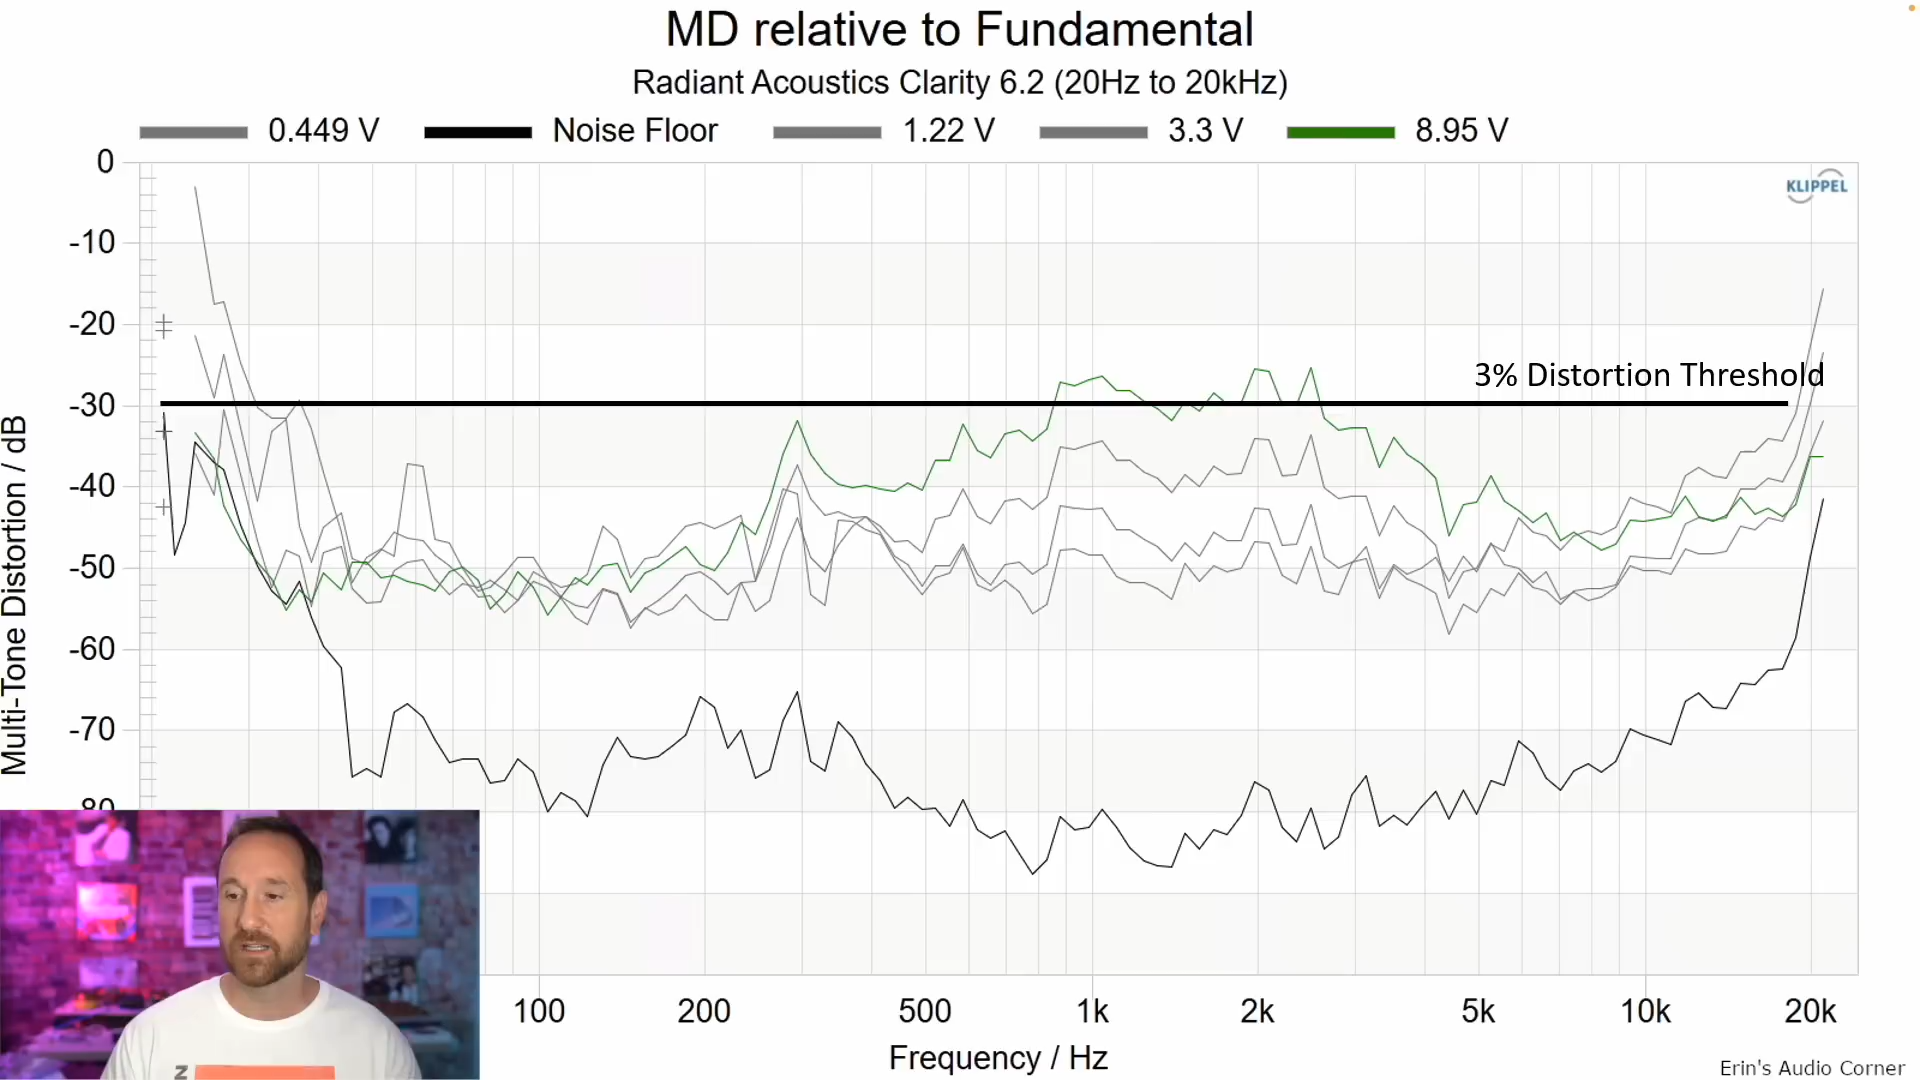 MD relative to Fundamental
Radiant Acoustics Clarity 6.2 (20Hz to 20kHz)
0.449 V Noise Floor 1.22 V 3.3 V 8.95 V
KLIPPEL
0
-10
-20
-30
-40
-50
-60
-70
Multi-Tone Distortion / dB
3% Distortion Threshold
100 200 500 1k 2k 5k 10k 20k
Frequency / Hz
Erin's Audio Corner